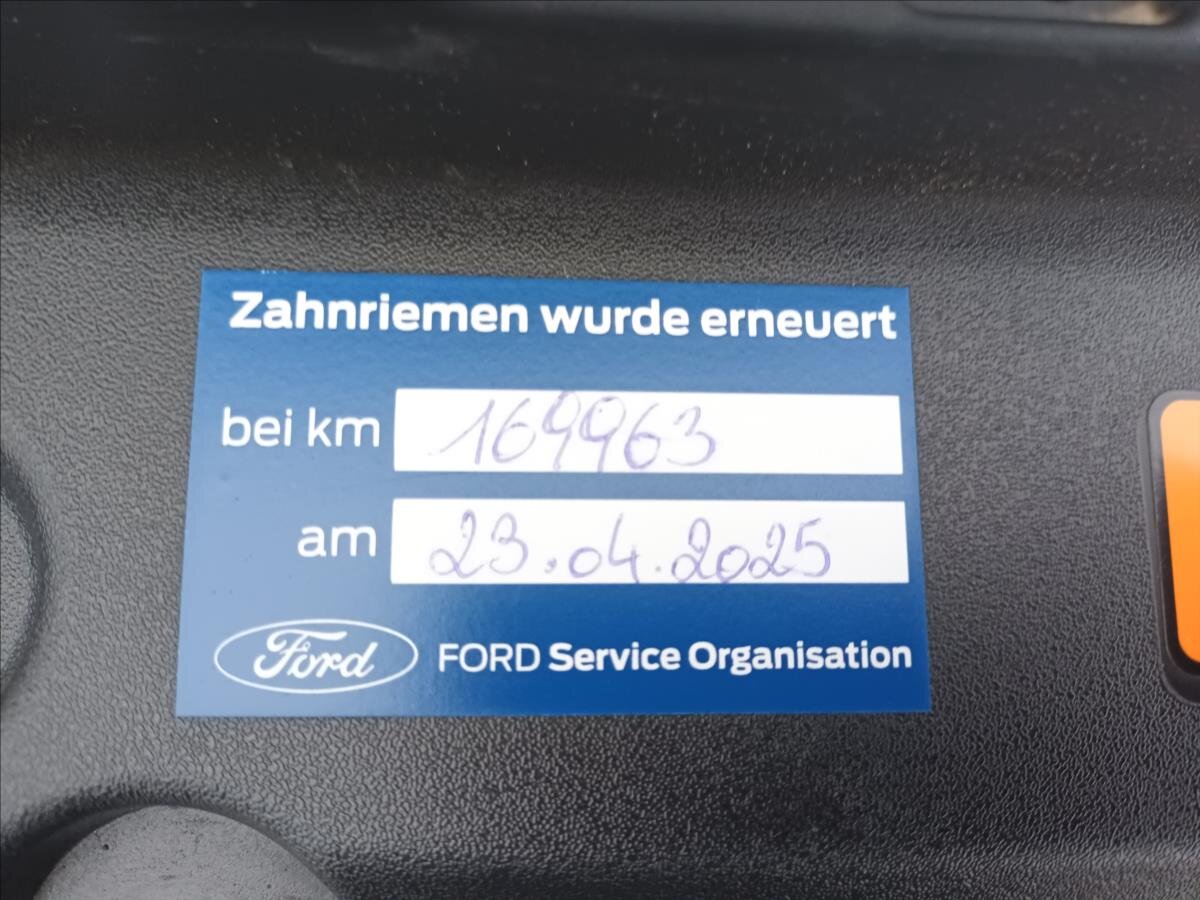 Zahnriemen wurde erneuert
bei km 169963
am 23.04.2025
Ford FORD Service Organisation